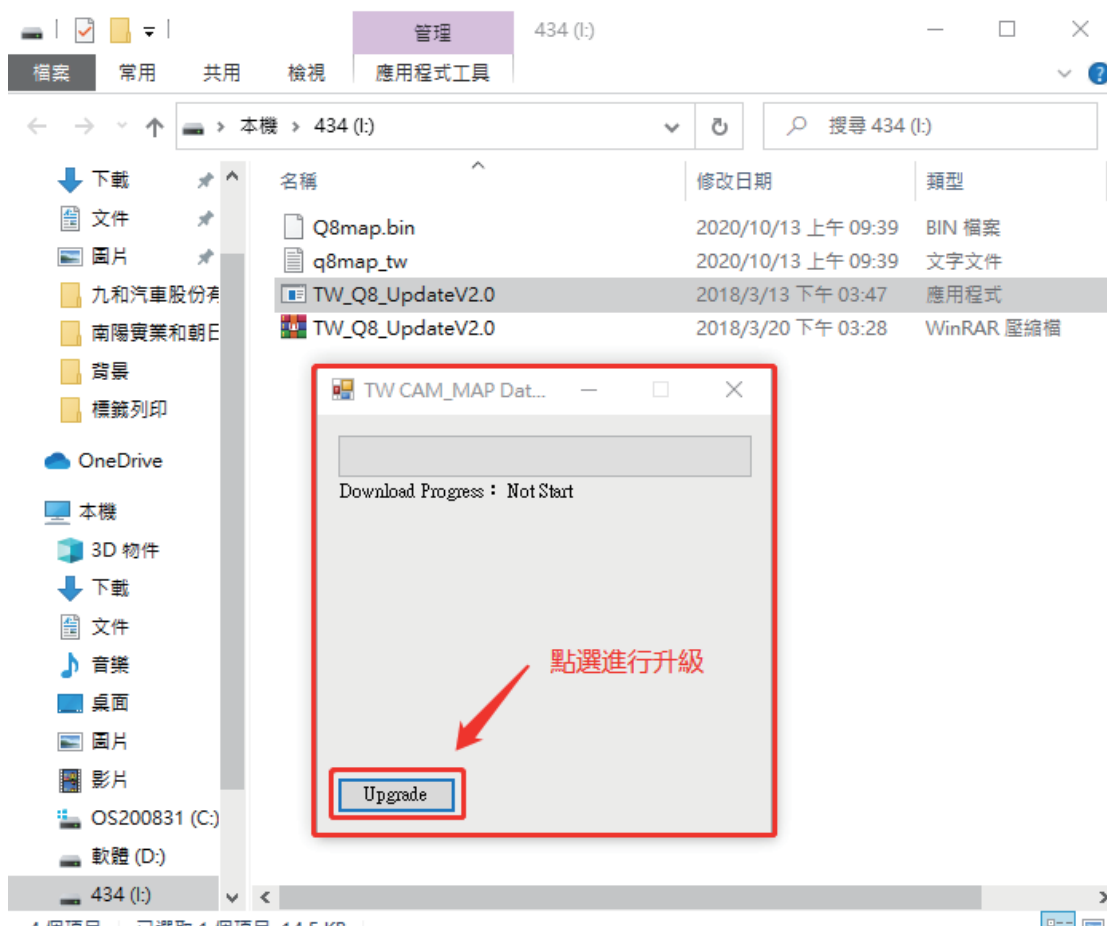 管理
434 (I:)
檔案 常用 共用 檢視 應用程式工具
本機 434 (I:)
搜尋 434 (I:)
名稱 修改日期 類型
Q8map.bin 2020/10/13 上午 09:39 BIN 檔案
q8map_tw 2020/10/13 上午 09:39 文字文件
TW_Q8_UpdateV2.0 2018/3/13 下午 03:47 應用程式
TW_Q8_UpdateV2.0 2018/3/20 下午 03:28 WinRAR 壓縮檔
下載
文件
圖片
九和汽車股份有
南陽實業和朝日
背景
標籤列印
OneDrive
本機
3D 物件
下載
文件
音樂
桌面
圖片
影片
OS200831 (C:)
軟體 (D:)
434 (I:)
TW CAM_MAP Dat...
Download Progress： Not Start
點選進行升級
Upgrade